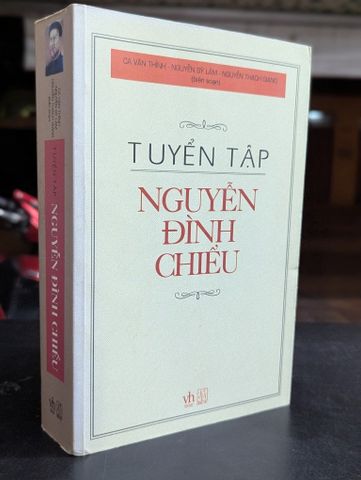 CA VĂN THỈNH - NGUYỄN SỸ LÂM - NGUYỄN THẠCH GIANG
(biên soạn)
TUYỂN TẬP
NGUYỄN
ĐÌNH
CHIỂU
vh
TUYỂN TẬP NGUYỄN ĐÌNH CHIỂU